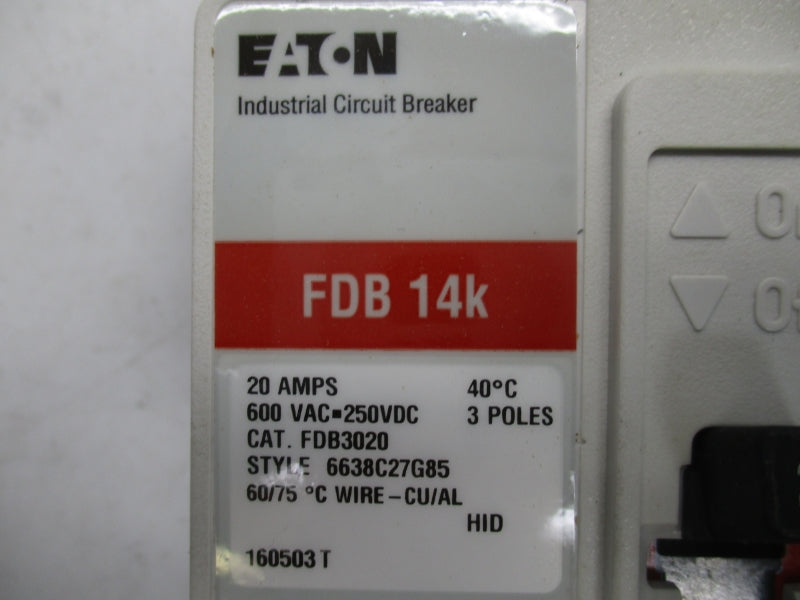 EATON
Industrial Circuit Breaker
FDB 14k
20 AMPS 40°C
600 VAC▪250VDC 3 POLES
CAT. FDB3020
STYLE 6638C27G85
60/75 °C WIRE–CU/AL
HID
160503 T